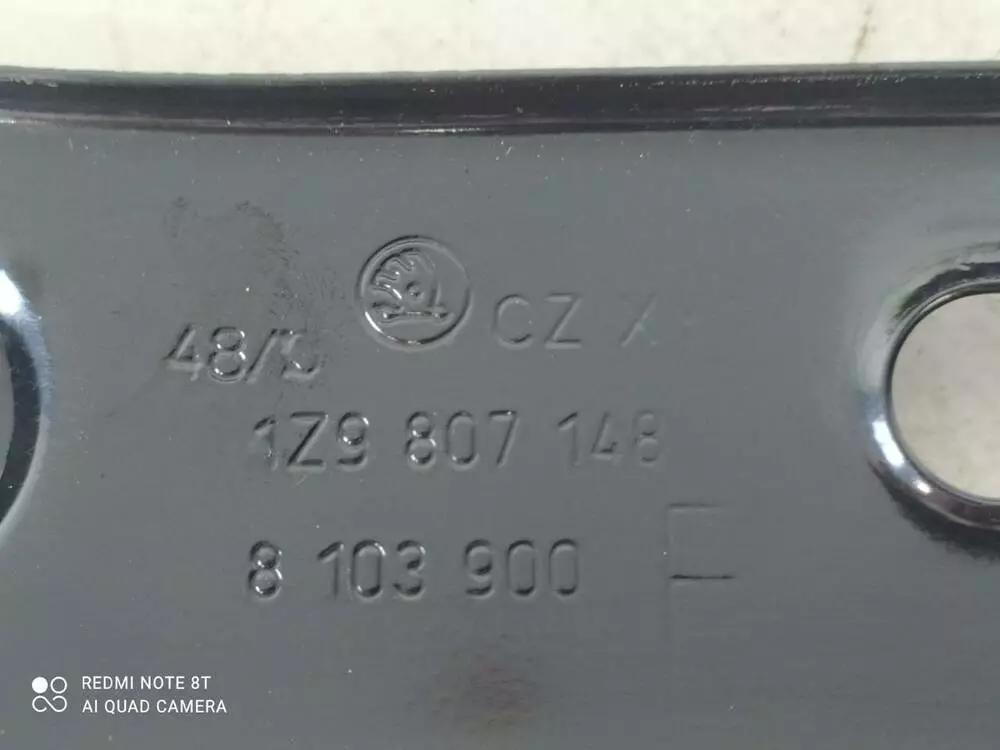 CZ X
48/
1Z9 807 148
8 103 900
REDMI NOTE 8T
AI QUAD CAMERA